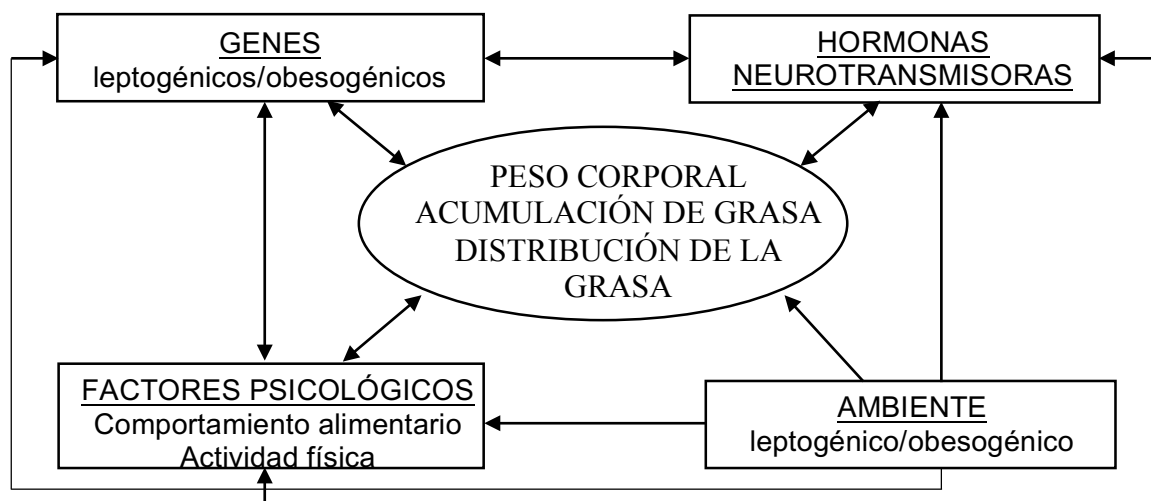 GENES
leptogénicos/obesogénicos
HORMONAS
NEUROTRANSMISORAS
PESO CORPORAL
ACUMULACIÓN DE GRASA
DISTRIBUCIÓN DE LA
GRASA
FACTORES PSICOLÓGICOS
Comportamiento alimentario
Actividad física
AMBIENTE
leptogénico/obesogénico